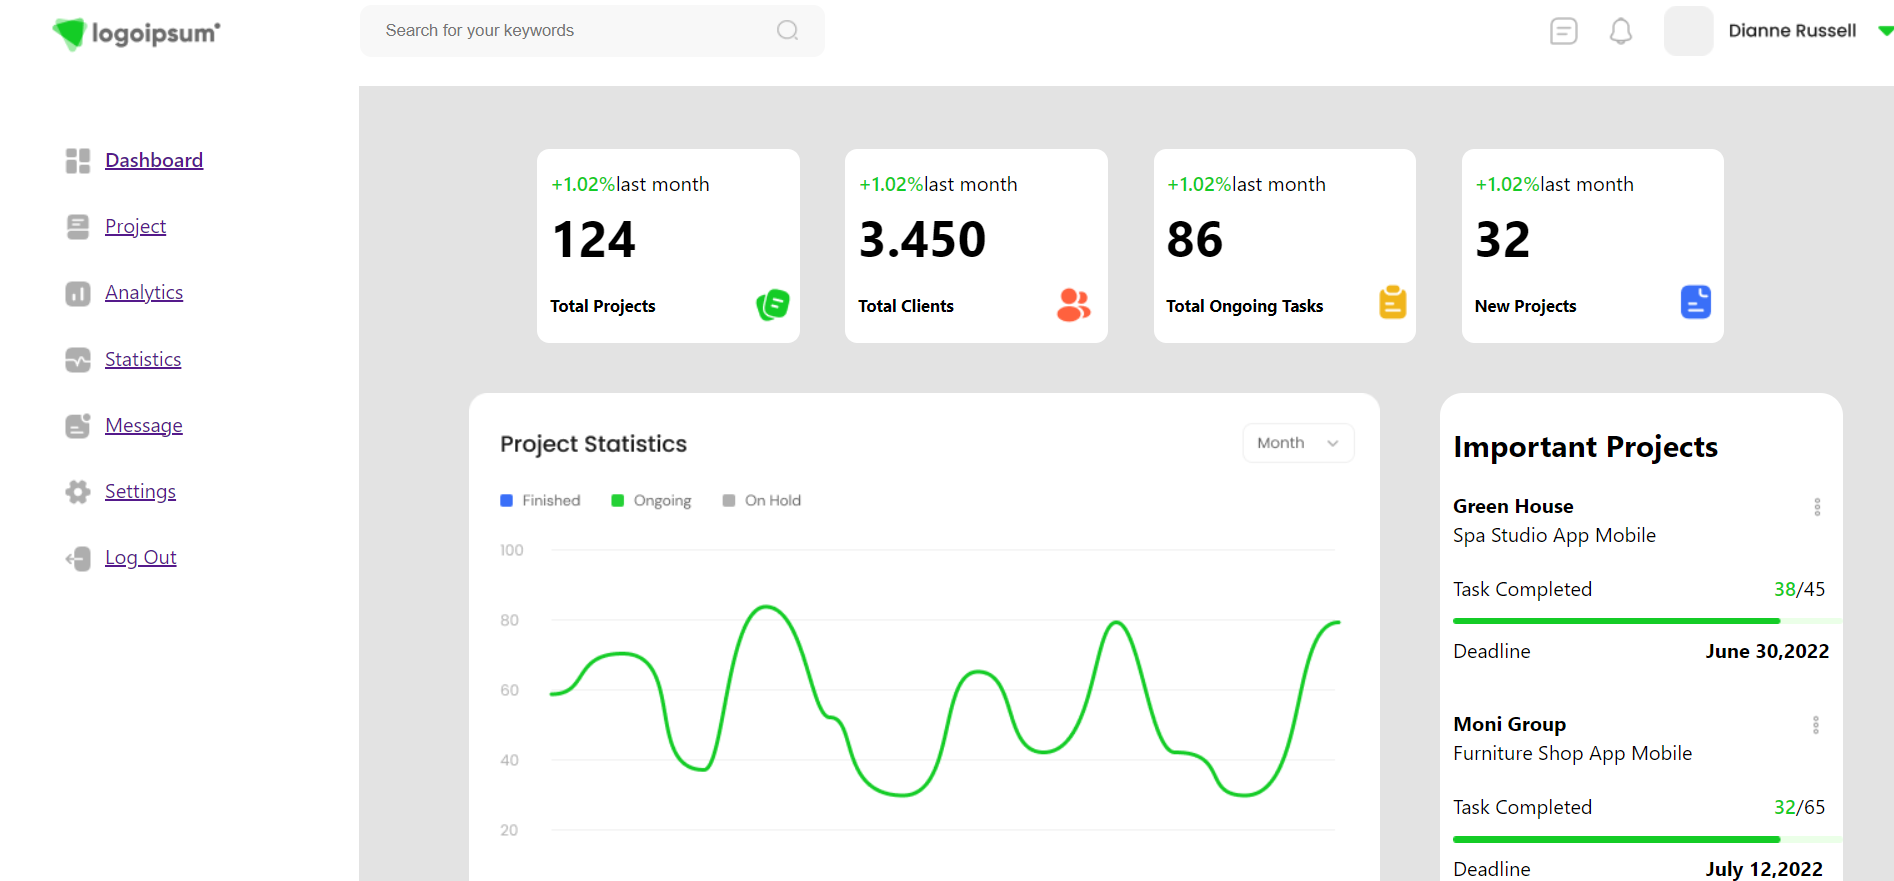 logoipsum
Search for your keywords
Dianne Russell
Dashboard
Project
Analytics
Statistics
Message
Settings
Log Out
+1.02%last month
124
Total Projects
+1.02%last month
3.450
Total Clients
+1.02%last month
86
Total Ongoing Tasks
+1.02%last month
32
New Projects
Project Statistics
Month
Finished
Ongoing
On Hold
100
80
60
40
20
Important Projects
Green House
Spa Studio App Mobile
Task Completed 38/45
Deadline June 30,2022
Moni Group
Furniture Shop App Mobile
Task Completed 32/65
Deadline July 12,2022